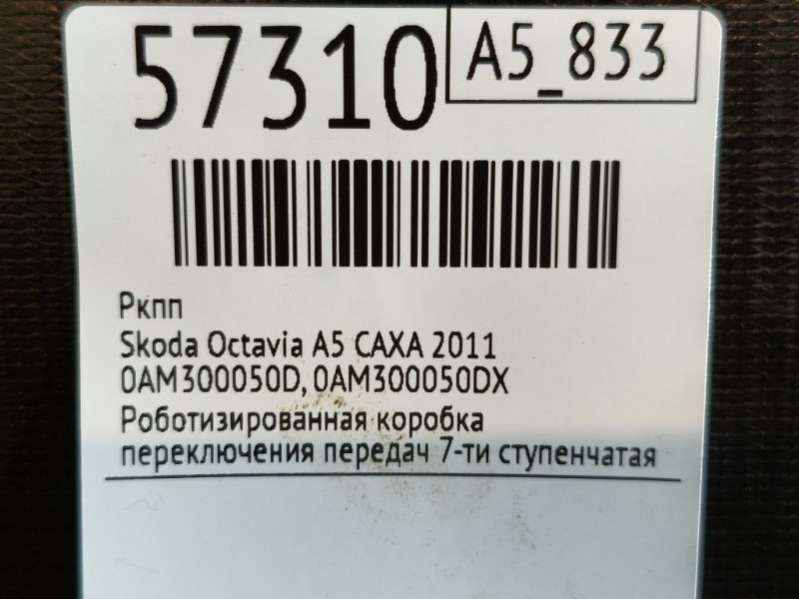 57310
A5_833
Ркпп
Skoda Octavia A5 CAXA 2011
0AM300050D, 0AM300050DX
Роботизированная коробка
переключения передач 7-ти ступенчатая